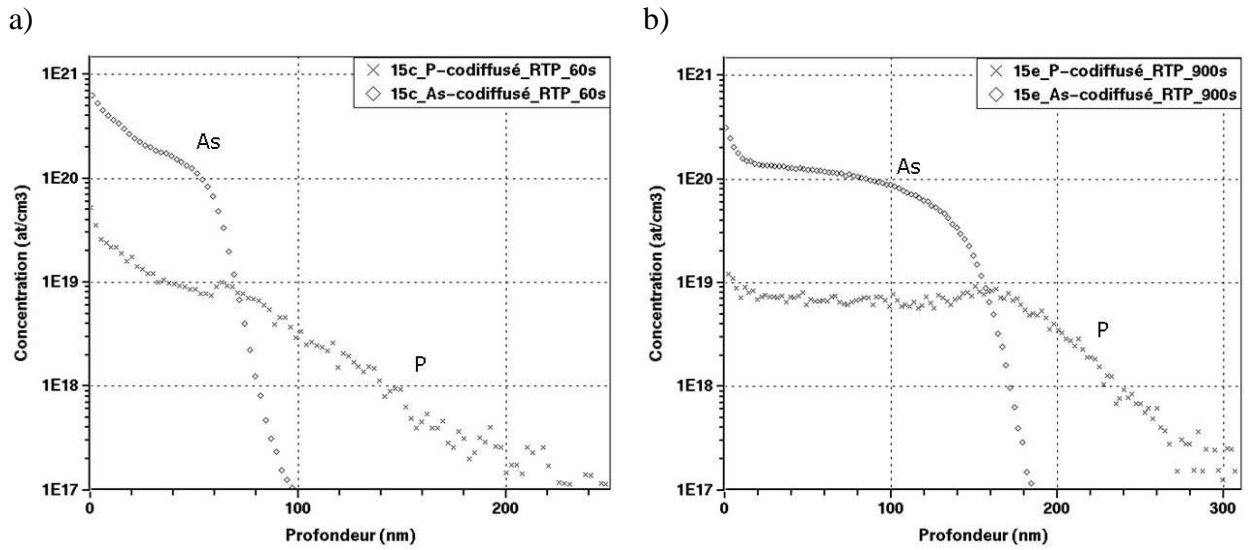 a)
1E21
1E20
1E19
1E18
1E17
Concentration (at/cm3)
15c_P−codiffusé_RTP_60s
15c_As−codiffusé_RTP_60s
As
P
0
100
200
Profondeur (nm)
b)
1E21
1E20
1E19
1E18
1E17
Concentration (at/cm3)
15e_P−codiffusé_RTP_900s
15e_As−codiffusé_RTP_900s
As
P
0
100
200
300
Profondeur (nm)